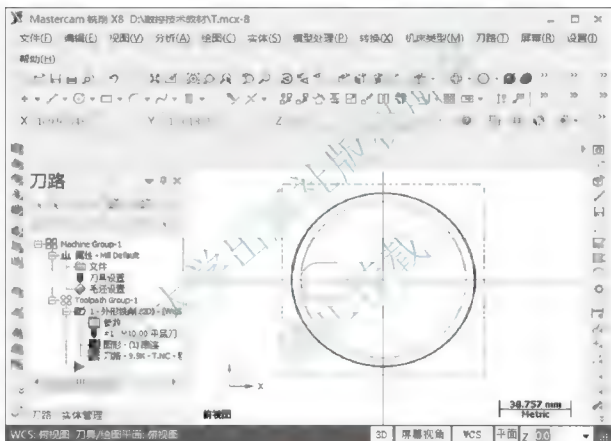 Mastercam 铣削 X8 D:\数控技术教材\T.mcx-8
文件(F) 编辑(E) 视图(V) 分析(A) 绘图(C) 实体(S) 模型处理(P) 转换(X) 机床类型(M) 刀路(T) 屏幕(R) 设置(I)
帮助(H)
X Y Z
刀路
Machine Group-1
属性 - Mill Default
文件
刀具设置
毛坯设置
Toolpath Group-1
1 - 外形铣削(2D) - [WCS
参数
#1 - M10.00 平底刀
图形 - (1) 串连
刀路 - 9.9K - T.NC -
刀路 实体管理
俯视图
X
38.757 mm
Metric
WCS: 俯视图 刀具/绘图平面: 俯视图
3D 屏幕视角 WCS 平面 Z 0.0